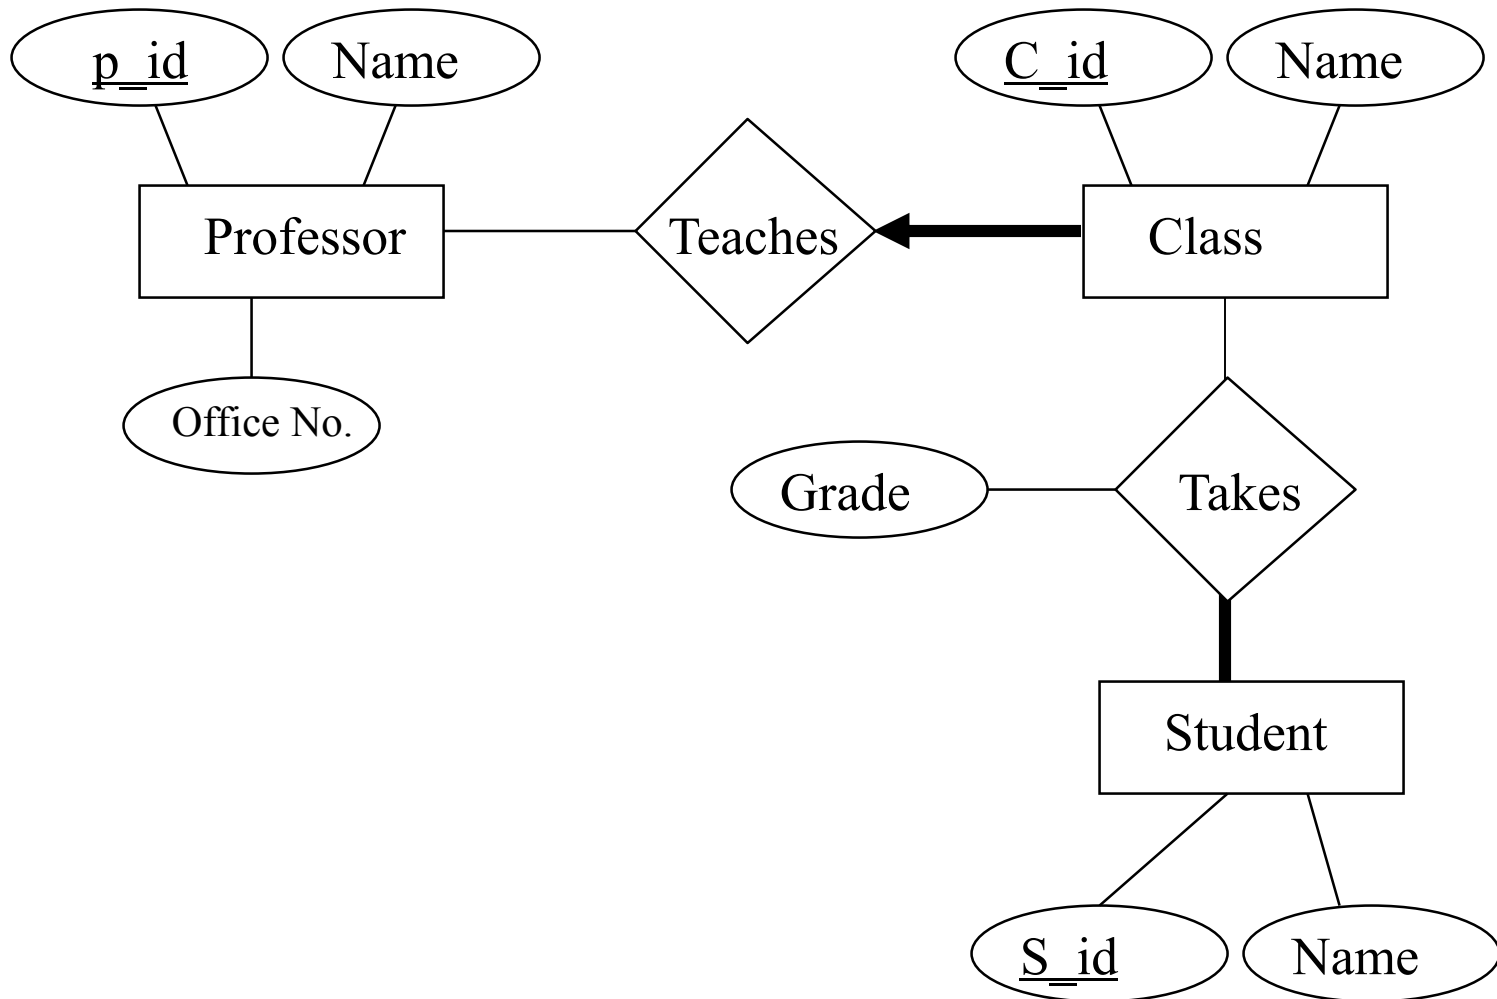 p_id
Name
C_id
Name
Professor
Teaches
Class
Office No.
Grade
Takes
Student
S_id
Name